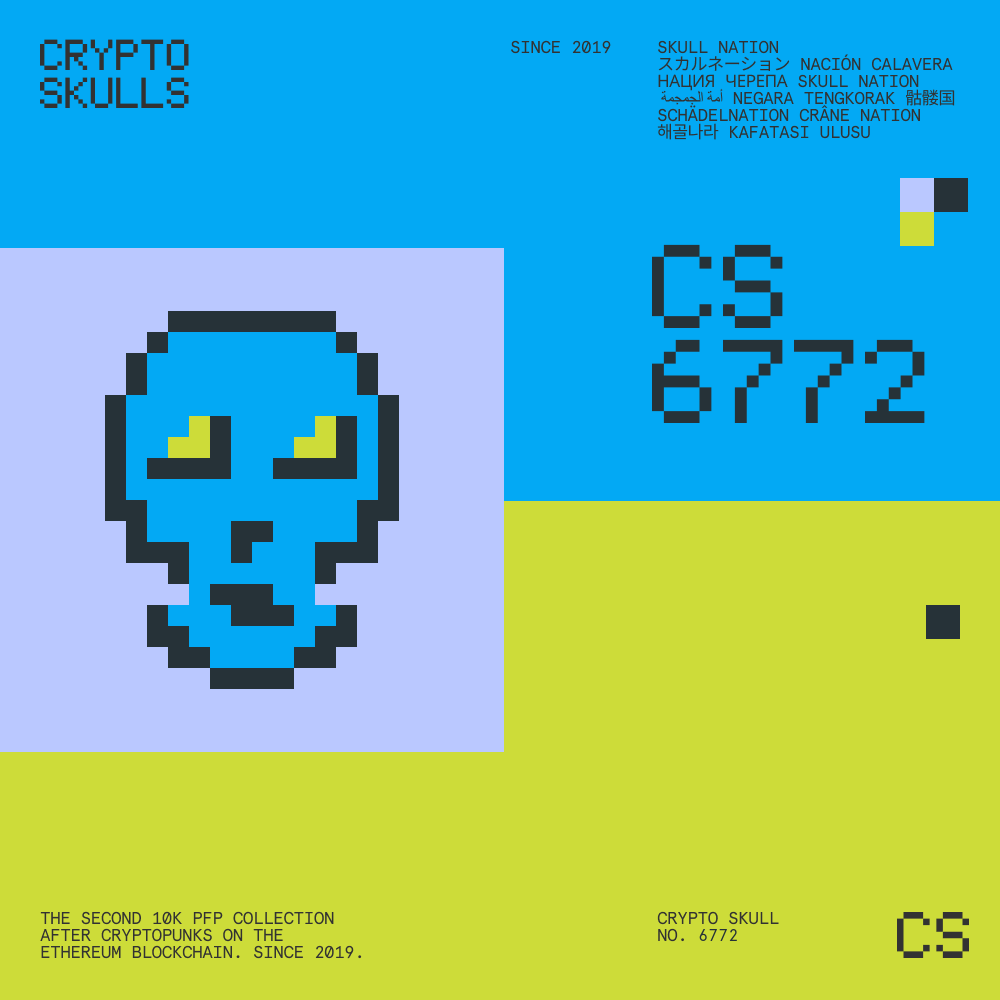 CRYPTO
SKULLS
SINCE 2019
SKULL NATION
スカルネーション NACIÓN CALAVERA
НАЦИЯ ЧЕРЕПА SKULL NATION
أمة الجمجمة NEGARA TENGKORAK 骷髅国
SCHÄDELNATION CRÂNE NATION
해골나라 KAFATASI ULUSU
CS
6772
THE SECOND 10K PFP COLLECTION
AFTER CRYPTOPUNKS ON THE
ETHEREUM BLOCKCHAIN. SINCE 2019.
CRYPTO SKULL
NO. 6772
CS